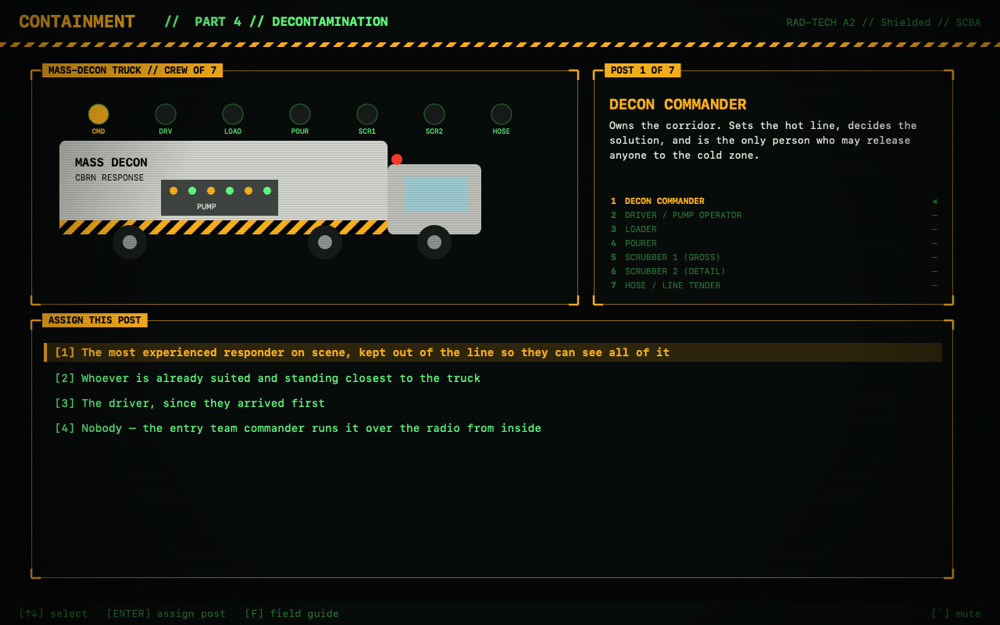 CONTAINMENT // PART 4 // DECONTAMINATION
RAD-TECH A2 // Shielded // SCBA
MASS-DECON TRUCK // CREW OF 7
CMD DRV LOAD POUR SCR1 SCR2 HOSE
MASS DECON
CBRN RESPONSE
PUMP
POST 1 OF 7
DECON COMMANDER
Owns the corridor. Sets the hot line, decides the
solution, and is the only person who may release
anyone to the cold zone.
1 DECON COMMANDER ◄
2 DRIVER / PUMP OPERATOR —
3 LOADER —
4 POURER —
5 SCRUBBER 1 (GROSS) —
6 SCRUBBER 2 (DETAIL) —
7 HOSE / LINE TENDER —
ASSIGN THIS POST
[1] The most experienced responder on scene, kept out of the line so they can see all of it
[2] Whoever is already suited and standing closest to the truck
[3] The driver, since they arrived first
[4] Nobody — the entry team commander runs it over the radio from inside
[↑↓] select [ENTER] assign post [F] field guide
[`] mute